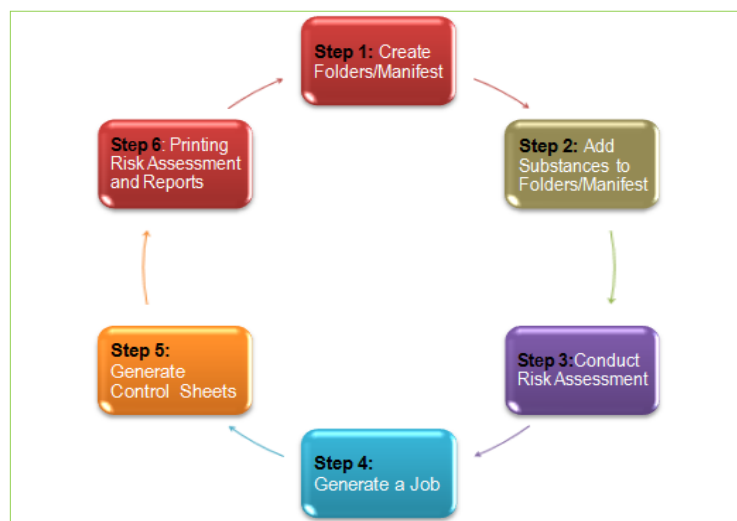 Step 1: Create
Folders/Manifest
Step 2: Add
Substances to
Folders/Manifest
Step 3:Conduct
Risk Assessment
Step 4:
Generate a Job
Step 5:
Generate
Control Sheets
Step 6: Printing
Risk Assessment
and Reports